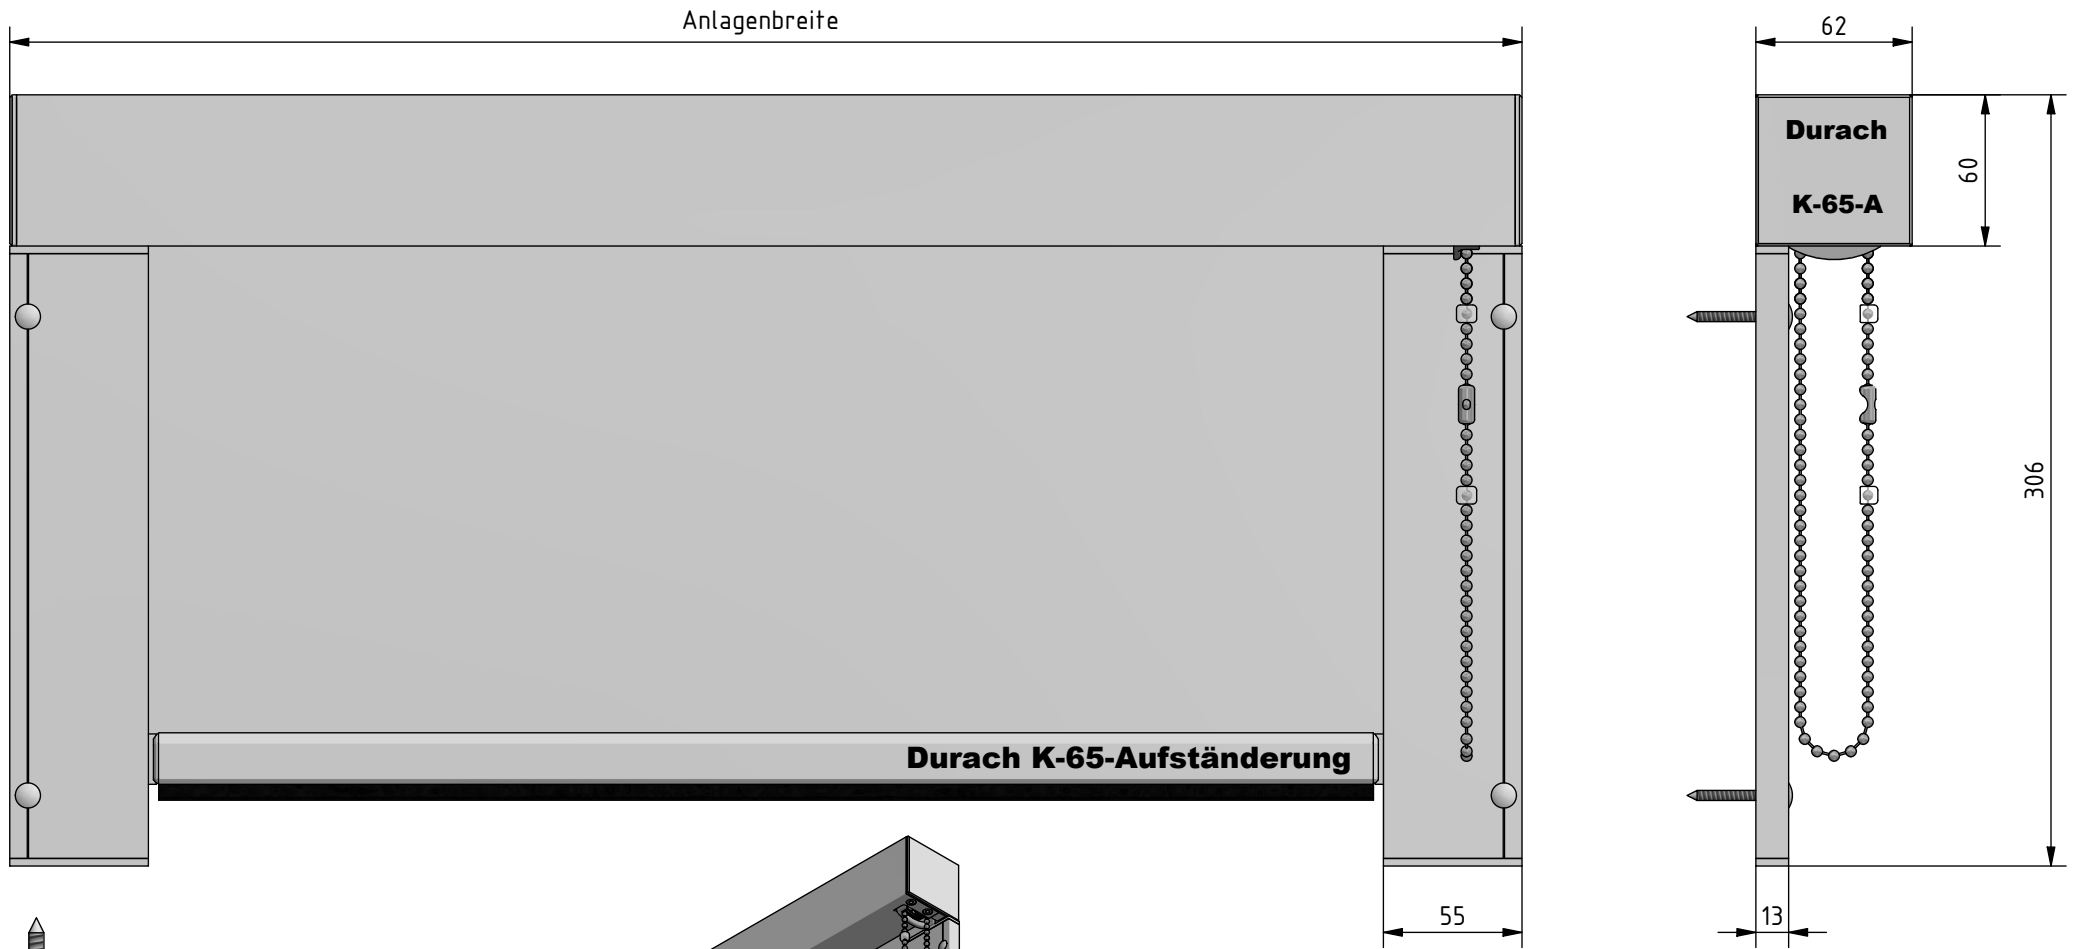 Anlagenbreite
62
Durach
K-65-A
60
306
Durach K-65-Aufständerung
55
13